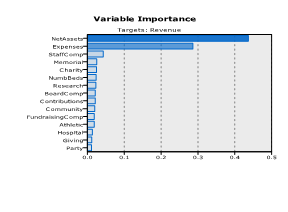 Variable Importance
Targets: Revenue
NetAssets
Expenses
StaffComp
Memorial
Charity
NumbBeds
Research
BoardComp
Contributions
Community
FundraisingComp
Athletic
Hospital
Giving
Party
0.0 0.1 0.2 0.3 0.4 0.5